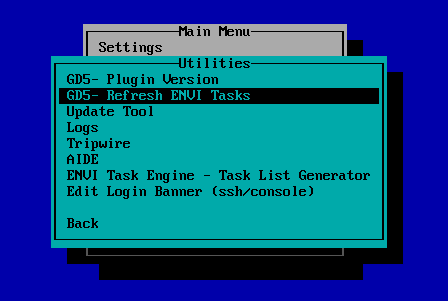 Main Menu
Settings
Utilities
GD5- Plugin Version
GD5- Refresh ENVI Tasks
Update Tool
Logs
Tripwire
AIDE
ENVI Task Engine - Task List Generator
Edit Login Banner (ssh/console)
Back